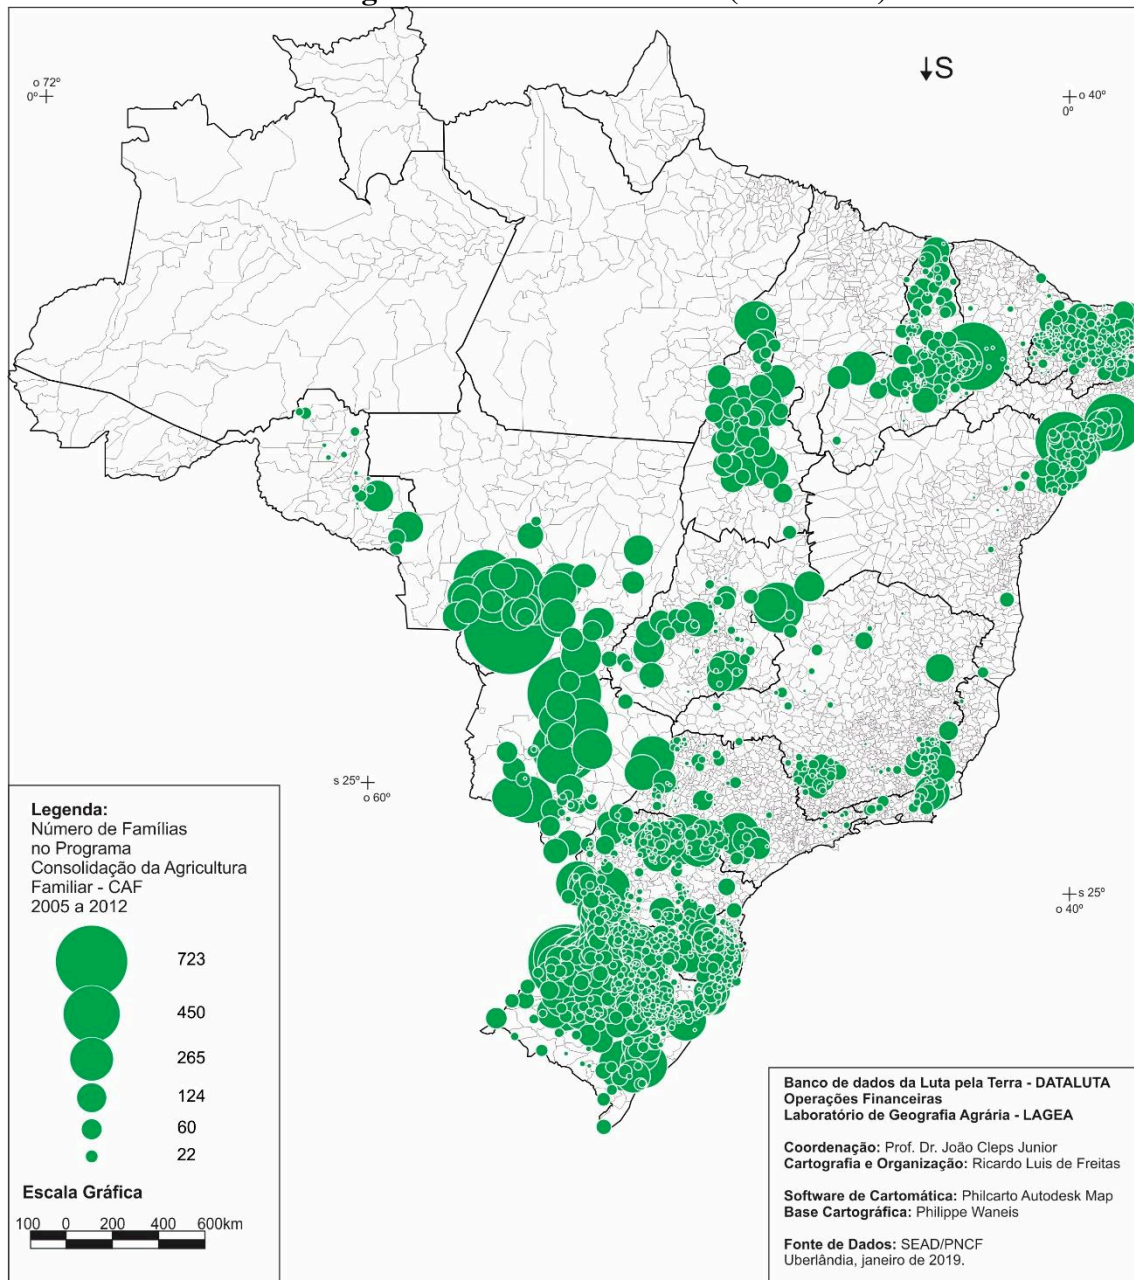 ↓S
o 72º
0º
o 40º
0º
s 25º
o 60º
s 25º
o 40º
Legenda:
Número de Famílias
no Programa
Consolidação da Agricultura
Familiar - CAF
2005 a 2012
723
450
265
124
60
22
Escala Gráfica
100 0 200 400 600km
Banco de dados da Luta pela Terra - DATALUTA
Operações Financeiras
Laboratório de Geografia Agrária - LAGEA
Coordenação: Prof. Dr. João Cleps Junior
Cartografia e Organização: Ricardo Luis de Freitas
Software de Cartomática: Philcarto Autodesk Map
Base Cartográfica: Philippe Waneis
Fonte de Dados: SEAD/PNCF
Uberlândia, janeiro de 2019.